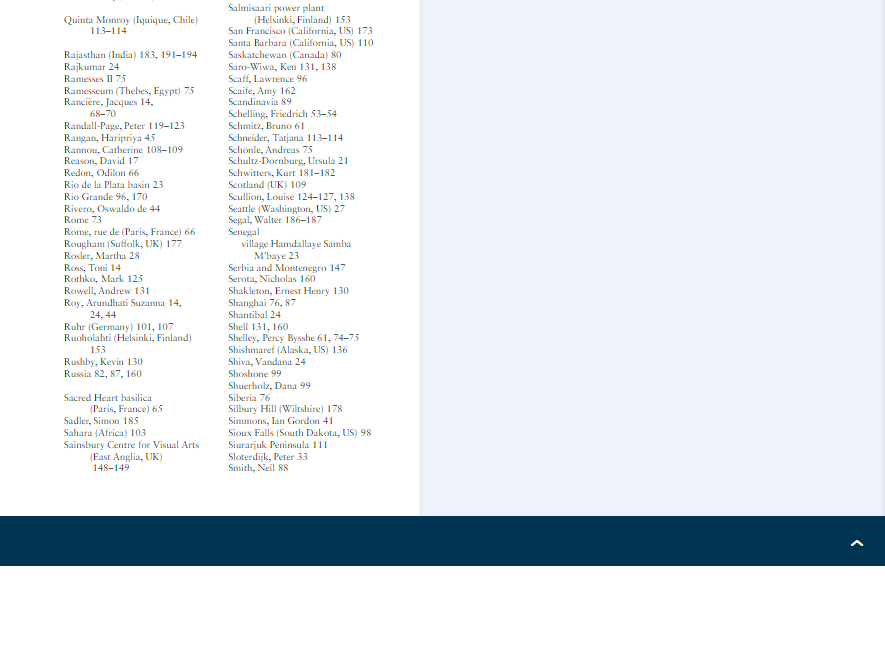 Quinta Monroy (Iquique, Chile)
113–114
Rajasthan (India) 183, 191–194
Rajkumar 24
Ramesses II 75
Ramesseum (Thebes, Egypt) 75
Rancière, Jacques 14,
68–70
Randall-Page, Peter 119–123
Rangan, Haripriya 45
Rannou, Catherine 108–109
Reason, David 17
Redon, Odilon 66
Rio de la Plata basin 23
Rio Grande 96, 170
Rivero, Oswaldo de 44
Rome 73
Rome, rue de (Paris, France) 66
Rougham (Suffolk, UK) 177
Rosler, Martha 28
Ross, Toni 14
Rothko, Mark 125
Rowell, Andrew 131
Roy, Arundhati Suzanna 14,
24, 44
Ruhr (Germany) 101, 107
Ruoholahti (Helsinki, Finland)
153
Rushby, Kevin 130
Russia 82, 87, 160
Sacred Heart basilica
(Paris, France) 65
Sadler, Simon 185
Sahara (Africa) 103
Sainsbury Centre for Visual Arts
(East Anglia, UK)
148–149
Salmisaari power plant
(Helsinki, Finland) 153
San Francisco (California, US) 173
Santa Barbara (California, US) 110
Saskatchewan (Canada) 80
Saro-Wiwa, Ken 131, 138
Scaff, Lawrence 96
Scaife, Amy 162
Scandinavia 89
Schelling, Friedrich 53–54
Schmitz, Bruno 61
Schneider, Tatjana 113–114
Schönle, Andreas 75
Schultz-Dornburg, Ursula 21
Schwitters, Kurt 181–182
Scotland (UK) 109
Scullion, Louise 124–127, 138
Seattle (Washington, US) 27
Segal, Walter 186–187
Senegal
village Hamdallaye Samba
M'baye 23
Serbia and Montenegro 147
Serota, Nicholas 160
Shakleton, Ernest Henry 130
Shanghai 76, 87
Shantibal 24
Shell 131, 160
Shelley, Percy Bysshe 61, 74–75
Shishmaref (Alaska, US) 136
Shiva, Vandana 24
Shoshone 99
Shuerholz, Dana 99
Siberia 76
Silbury Hill (Wiltshire) 178
Simmons, Ian Gordon 41
Sioux Falls (South Dakota, US) 98
Siurarjuk Peninsula 111
Sloterdijk, Peter 33
Smith, Neil 88